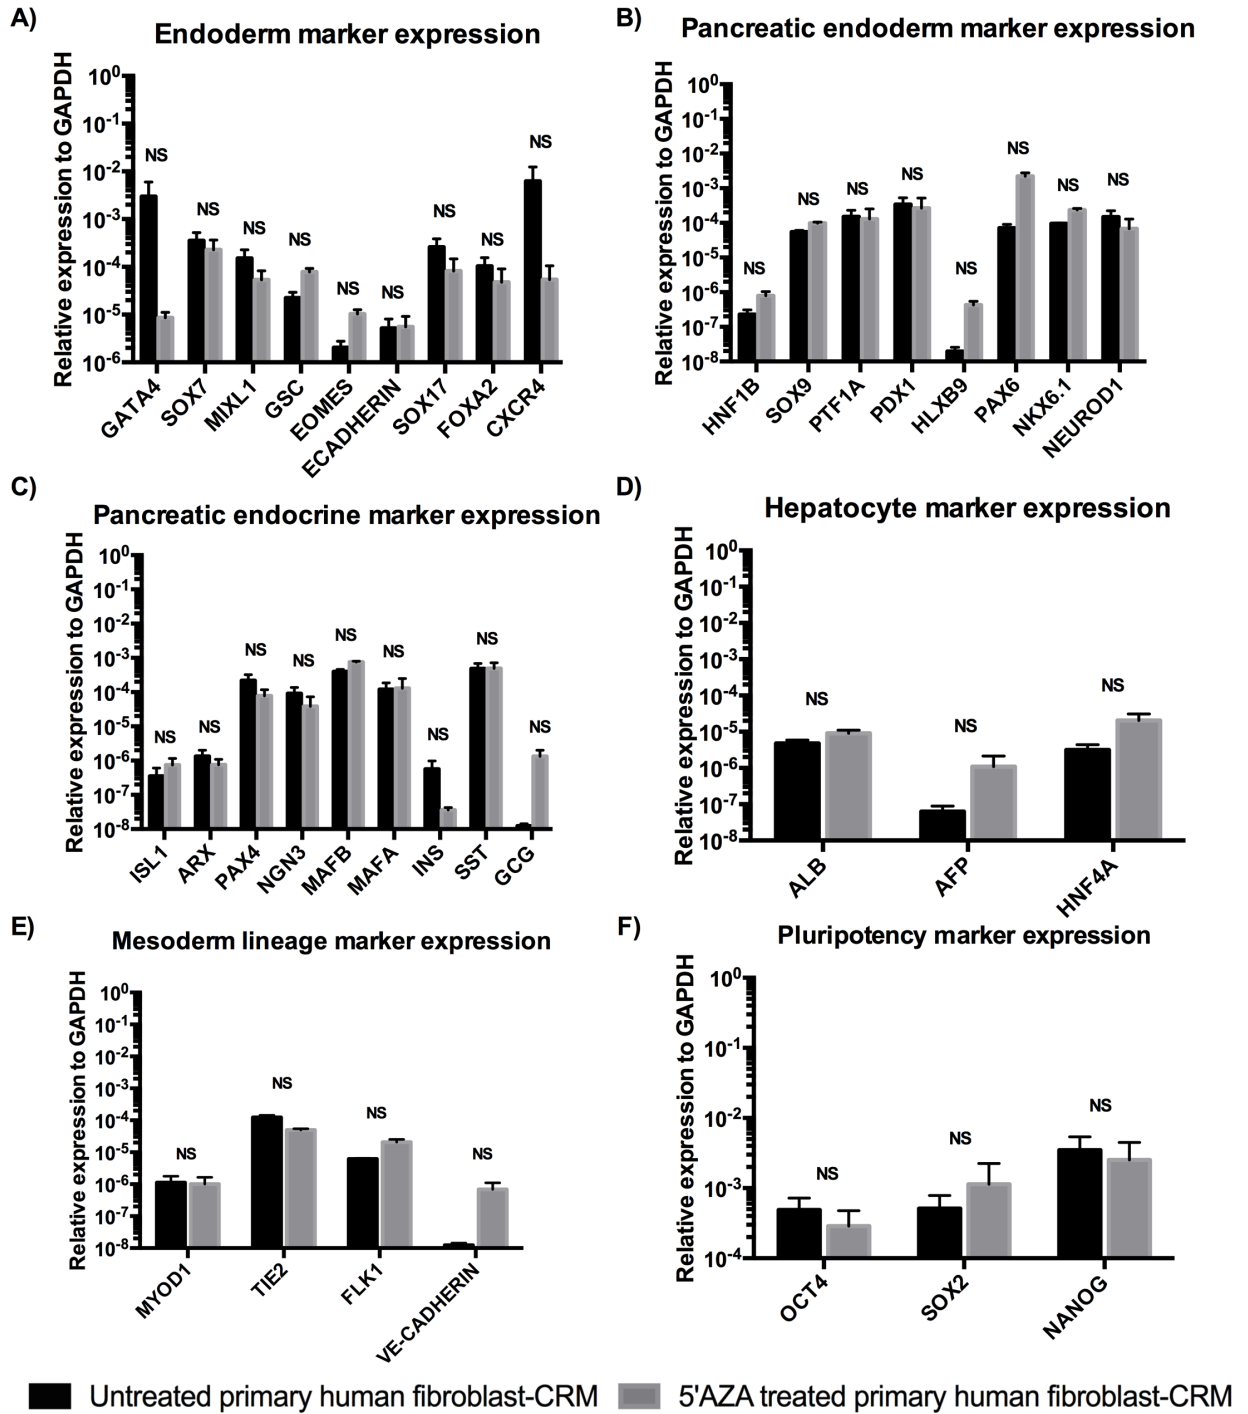 A)
Endoderm marker expression
Relative expression to GAPDH
10^0
10^-1
10^-2
10^-3
10^-4
10^-5
10^-6
NS NS NS NS NS NS NS NS NS
GATA4 SOX7 MIXL1 GSC EOMES ECADHERIN SOX17 FOXA2 CXCR4
B)
Pancreatic endoderm marker expression
Relative expression to GAPDH
10^0
10^-1
10^-2
10^-3
10^-4
10^-5
10^-6
10^-7
10^-8
NS NS NS NS NS NS NS NS
HNF1B SOX9 PTF1A PDX1 HLXB9 PAX6 NKX6.1 NEUROD1
C)
Pancreatic endocrine marker expression
Relative expression to GAPDH
10^0
10^-1
10^-2
10^-3
10^-4
10^-5
10^-6
10^-7
10^-8
NS NS NS NS NS NS NS NS NS
ISL1 ARX PAX4 NGN3 MAFB MAFA INS SST GCG
D)
Hepatocyte marker expression
Relative expression to GAPDH
10^0
10^-1
10^-2
10^-3
10^-4
10^-5
10^-6
10^-7
10^-8
NS NS NS
ALB AFP HNF4A
E)
Mesoderm lineage marker expression
Relative expression to GAPDH
10^0
10^-1
10^-2
10^-3
10^-4
10^-5
10^-6
10^-7
10^-8
NS NS NS NS
MYOD1 TIE2 FLK1 VE-CADHERIN
F)
Pluripotency marker expression
Relative expression to GAPDH
10^0
10^-1
10^-2
10^-3
10^-4
NS NS NS
OCT4 SOX2 NANOG
Untreated primary human fibroblast-CRM 5'AZA treated primary human fibroblast-CRM